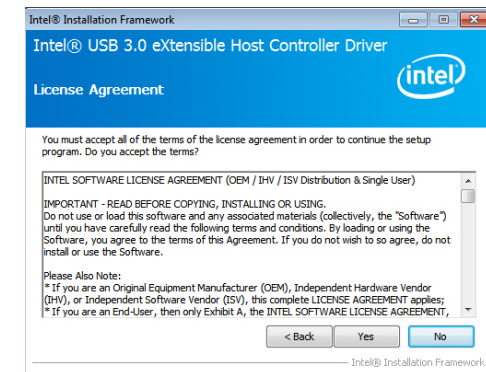 Intel® Installation Framework
Intel® USB 3.0 eXtensible Host Controller Driver
intel
License Agreement
You must accept all of the terms of the license agreement in order to continue the setup
program. Do you accept the terms?
INTEL SOFTWARE LICENSE AGREEMENT (OEM / IHV / ISV Distribution & Single User)
IMPORTANT - READ BEFORE COPYING, INSTALLING OR USING.
Do not use or load this software and any associated materials (collectively, the "Software")
until you have carefully read the following terms and conditions. By loading or using the
Software, you agree to the terms of this Agreement. If you do not wish to so agree, do not
install or use the Software.
Please Also Note:
* If you are an Original Equipment Manufacturer (OEM), Independent Hardware Vendor
(IHV), or Independent Software Vendor (ISV), this complete LICENSE AGREEMENT applies;
* If you are an End-User, then only Exhibit A, the INTEL SOFTWARE LICENSE AGREEMENT,
< Back Yes No
Intel® Installation Framework